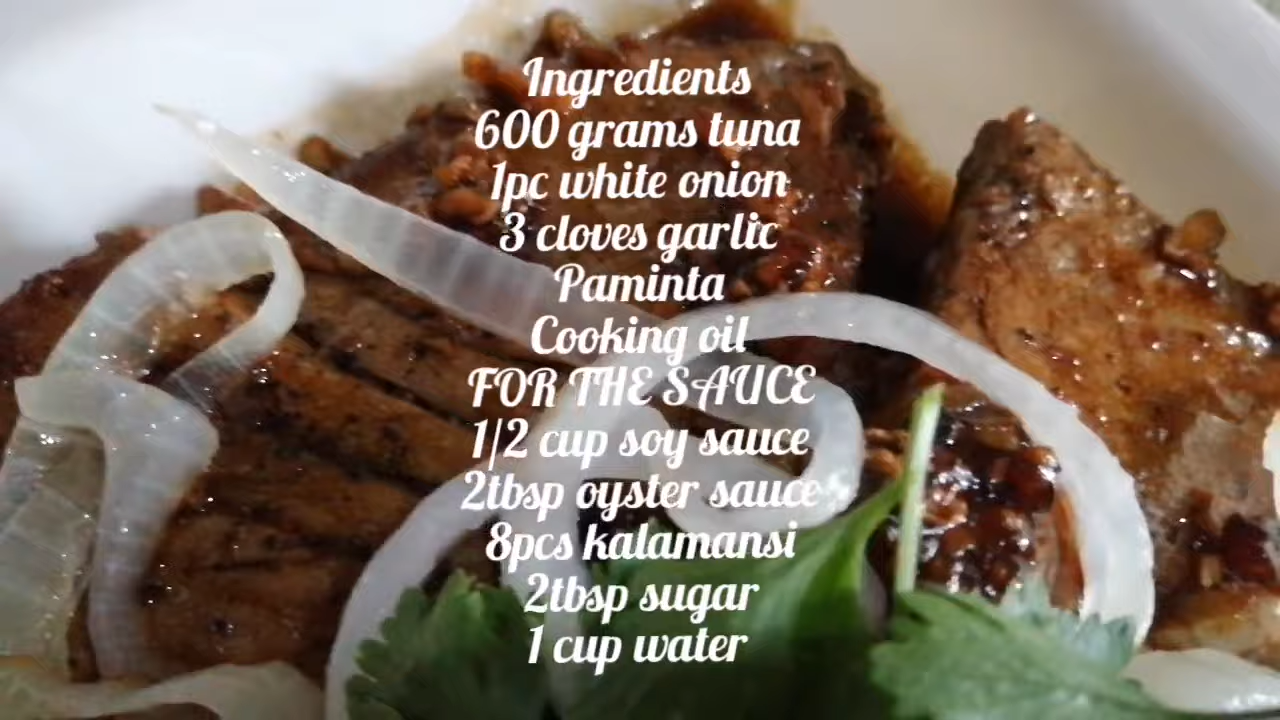 Ingredients
600 grams tuna
1pc white onion
3 cloves garlic
Paminta
Cooking oil
FOR THE SAUCE
1/2 cup soy sauce
2tbsp oyster sauce
8pcs kalamansi
2tbsp sugar
1 cup water